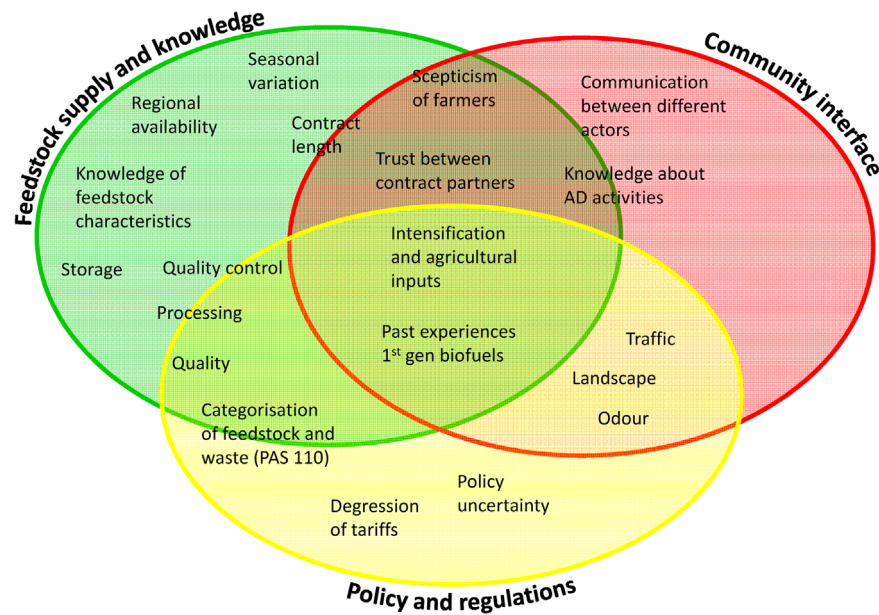 Feedstock supply and knowledge
Community interface
Seasonal
variation
Scepticism
of farmers
Communication
between different
actors
Regional
availability
Contract
length
Trust between
contract partners
Knowledge about
AD activities
Knowledge of
feedstock
characteristics
Intensification
and agricultural
inputs
Storage
Quality control
Processing
Past experiences
1st gen biofuels
Traffic
Quality
Landscape
Odour
Categorisation
of feedstock and
waste (PAS 110)
Policy
uncertainty
Degression
of tariffs
Policy and regulations